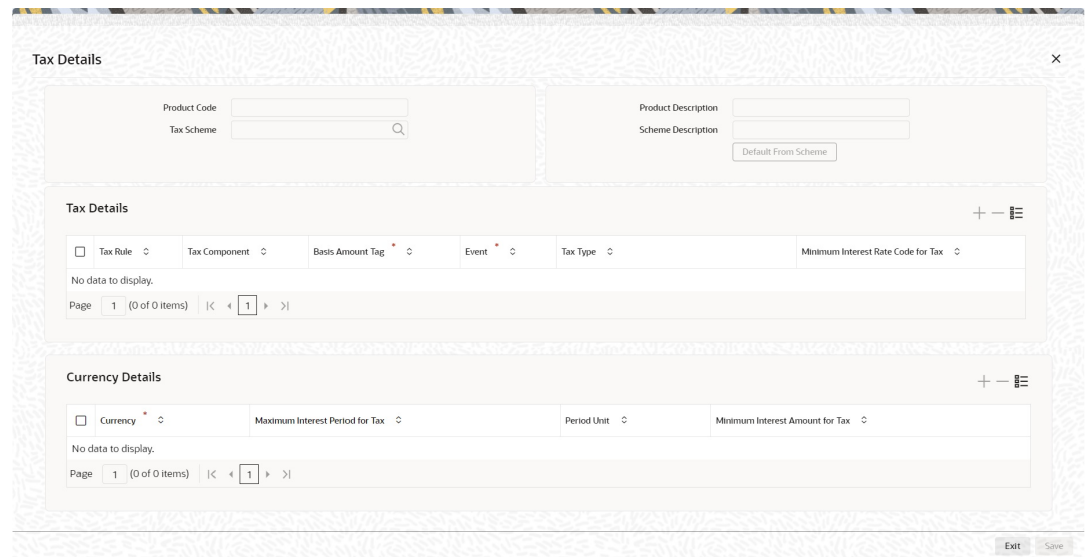 Tax Details
Product Code
Tax Scheme
Product Description
Scheme Description
Default From Scheme
Tax Details
Tax Rule Tax Component Basis Amount Tag * Event * Tax Type Minimum Interest Rate Code for Tax
No data to display.
Page 1 (0 of 0 items) 1
Currency Details
Currency * Maximum Interest Period for Tax Period Unit Minimum Interest Amount for Tax
No data to display.
Page 1 (0 of 0 items) 1
Exit Save